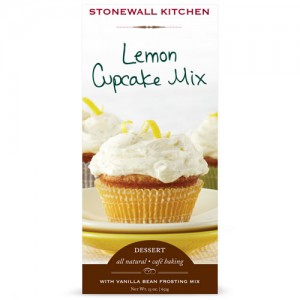 STONEWALL KITCHEN
Lemon
Cupcake Mix
DESSERT
all natural • café baking
WITH VANILLA BEAN FROSTING MIX